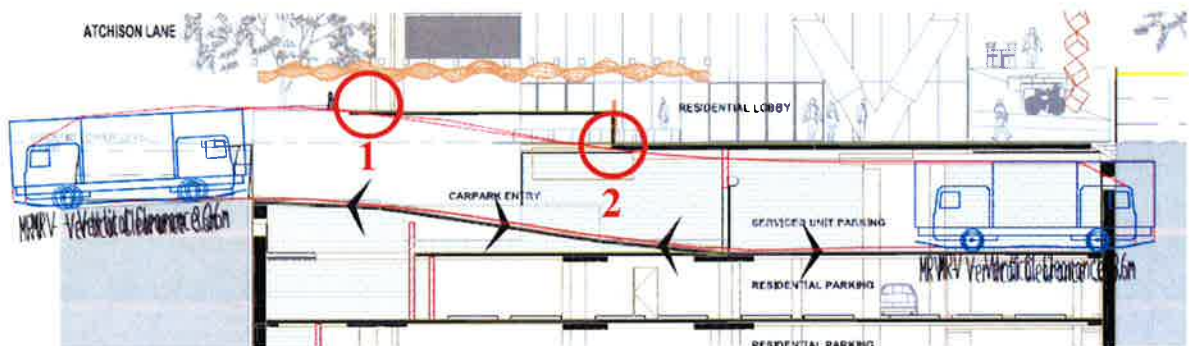 ATCHISON LANE
RESIDENTIAL LOBBY
1
2
CARPARK ENTRY
SERVICED UNIT PARKING
RESIDENTIAL PARKING
RESIDENTIAL PARKING